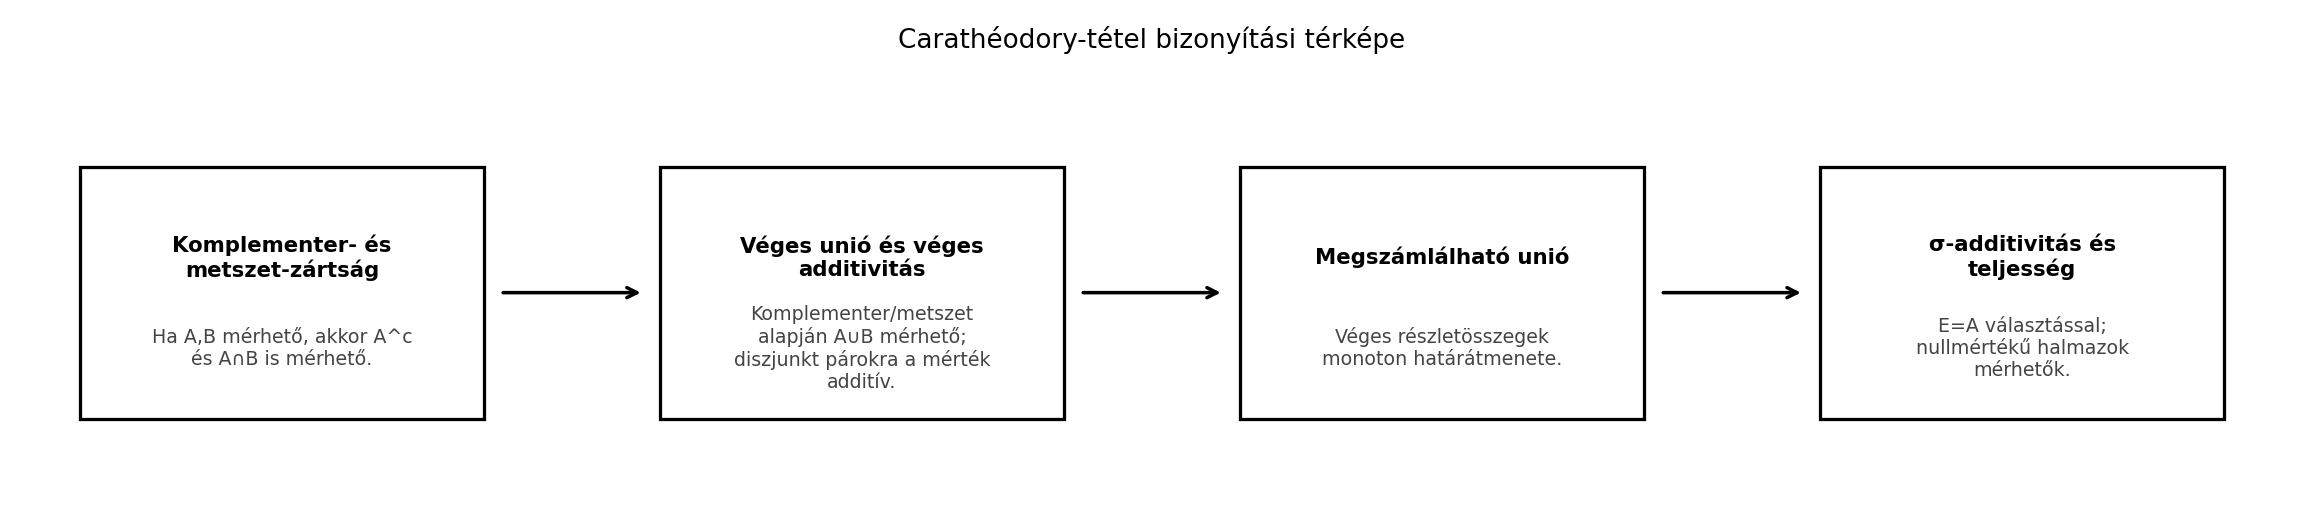 Carathéodory-tétel bizonyítási térképe
Komplementer- és
metszet-zártság
Ha A,B mérhető, akkor A^c
és A∩B is mérhető.
Véges unió és véges
additivitás
Komplementer/metszet
alapján A∪B mérhető;
diszjunkt párokra a mérték
additív.
Megszámlálható unió
Véges részletösszegek
monoton határátmenete.
σ-additivitás és
teljesség
E=A választással;
nullmértékű halmazok
mérhetők.